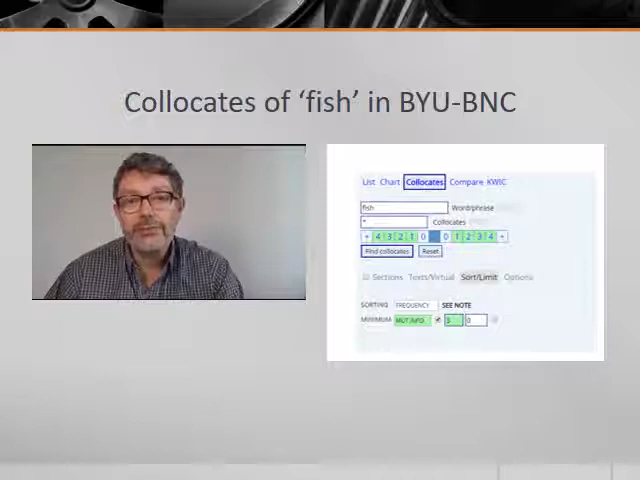 Collocates of ‘fish’ in BYU-BNC
List Chart Collocates Compare KWIC
fish Word/phrase
* Collocates
+ 4 3 2 1 0 0 1 2 3 4 +
Find collocates Reset
Sections Texts/Virtual Sort/Limit Options
SORTING FREQUENCY SEE NOTE
MINIMUM MUT INFO 3 0